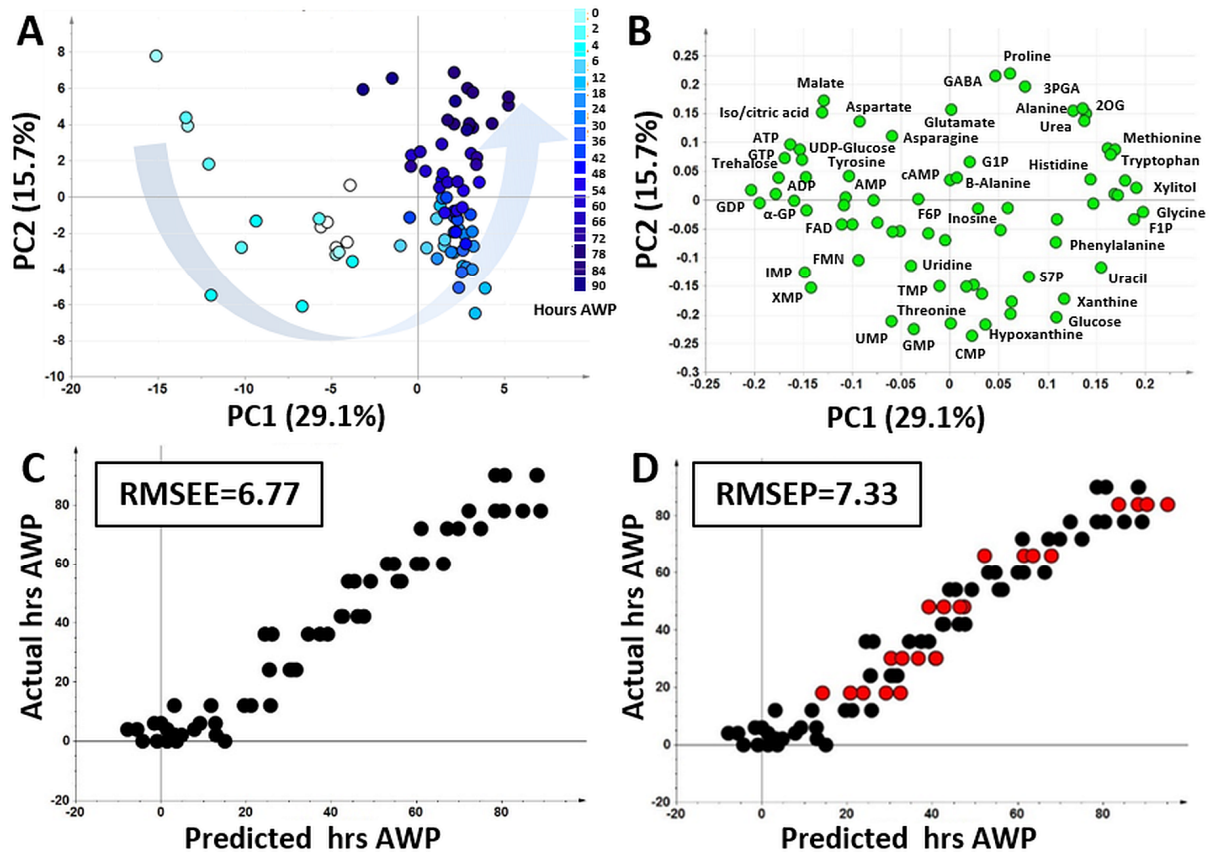 A
PC2 (15.7%)
8
6
4
2
0
-2
-4
-6
-8
-10
-20
-15
-10
-5
0
5
PC1 (29.1%)
0
2
4
6
12
18
24
30
36
42
48
54
60
66
72
78
84
90
Hours AWP
B
PC2 (15.7%)
0.25
0.2
0.15
0.1
0.05
0
-0.05
-0.1
-0.15
-0.2
-0.25
-0.3
-0.25
-0.2
-0.15
-0.1
-0.05
0
0.05
0.1
0.15
0.2
PC1 (29.1%)
Proline
GABA
3PGA
Malate
Iso/citric acid
Aspartate
Alanine
2OG
Glutamate
Urea
ATP
Asparagine
Methionine
GTP
UDP-Glucose
Trehalose
Tyrosine
G1P
Histidine
Tryptophan
cAMP
B-Alanine
ADP
AMP
Xylitol
GDP
α-GP
F6P
Inosine
Glycine
F1P
FAD
Phenylalanine
FMN
Uridine
Uracil
IMP
S7P
XMP
TMP
Xanthine
Threonine
Glucose
UMP
GMP
CMP
Hypoxanthine
C
RMSEE=6.77
Actual hrs AWP
80
60
40
20
0
-20
0
20
40
60
80
Predicted hrs AWP
D
RMSEP=7.33
Actual hrs AWP
80
60
40
20
0
-20
-20
0
20
40
60
80
Predicted hrs AWP